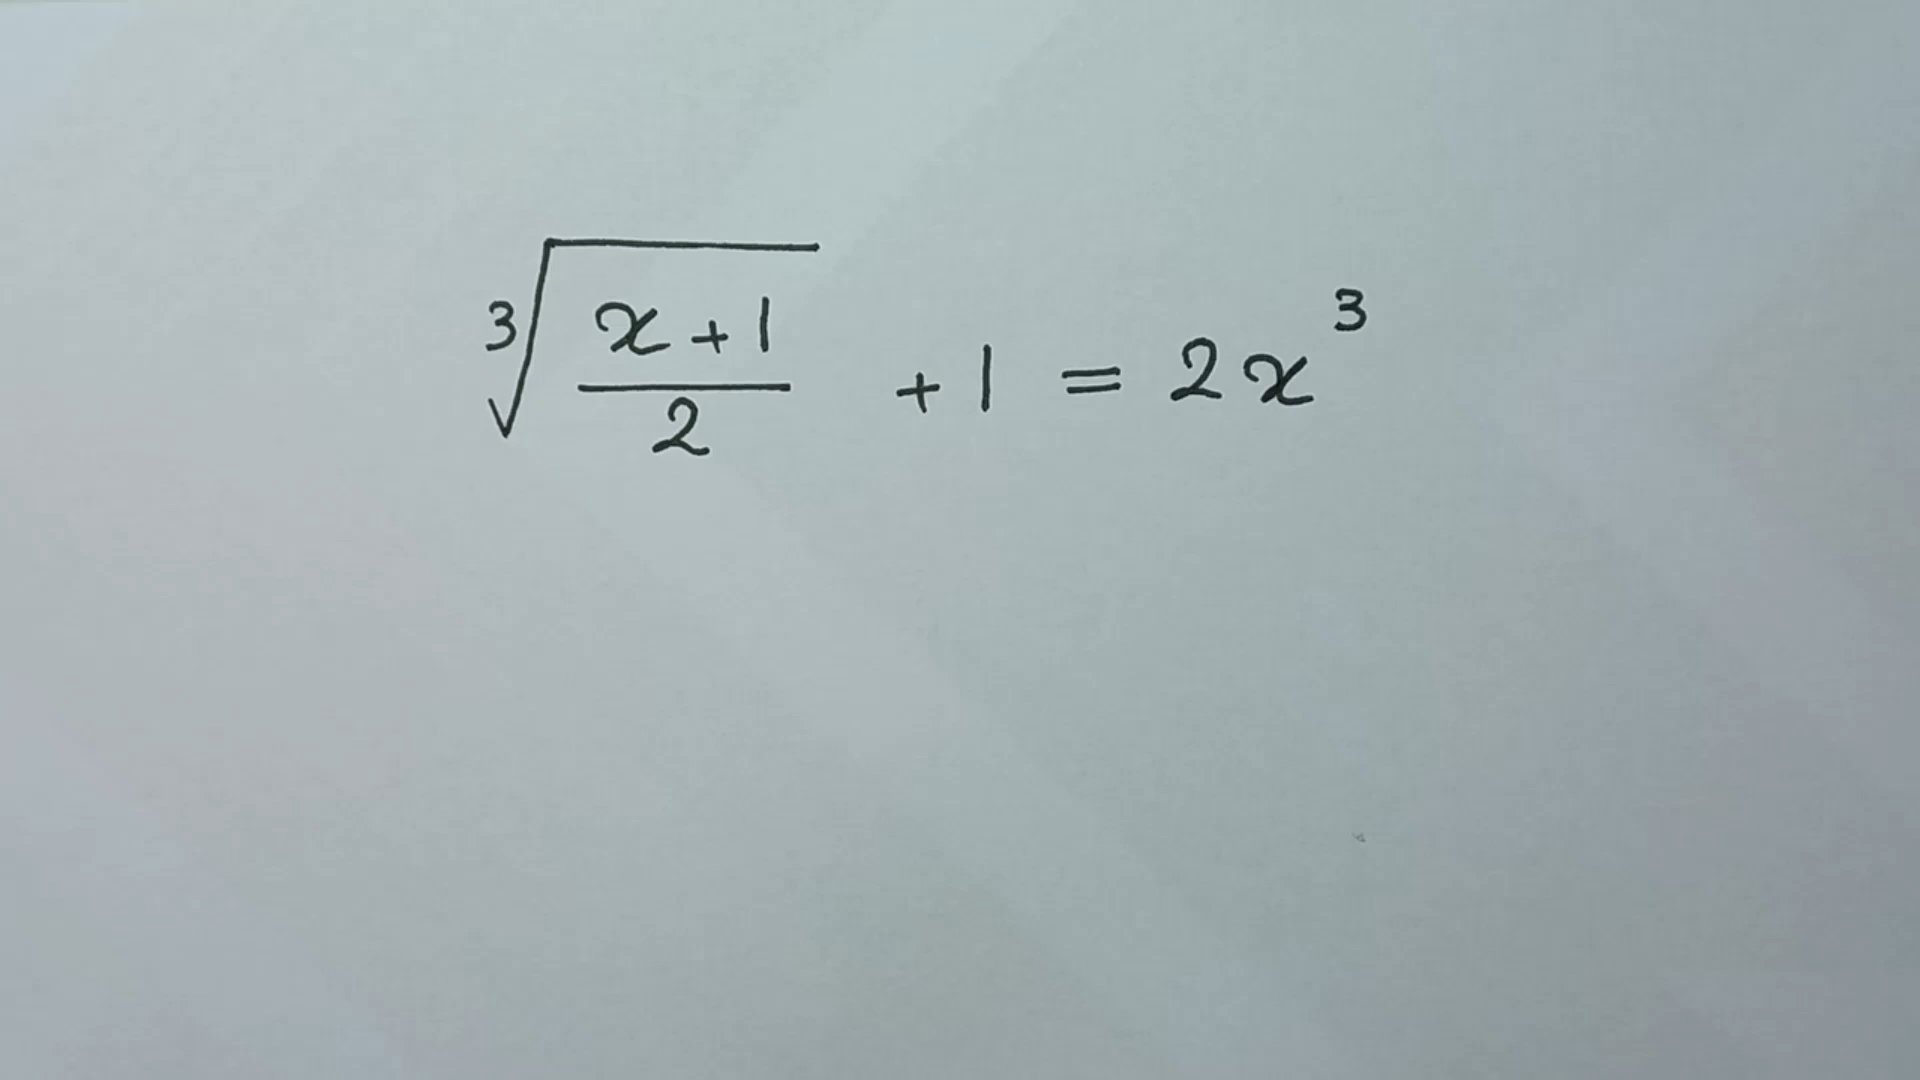 ∛((x+1)/2) + 1 = 2x³